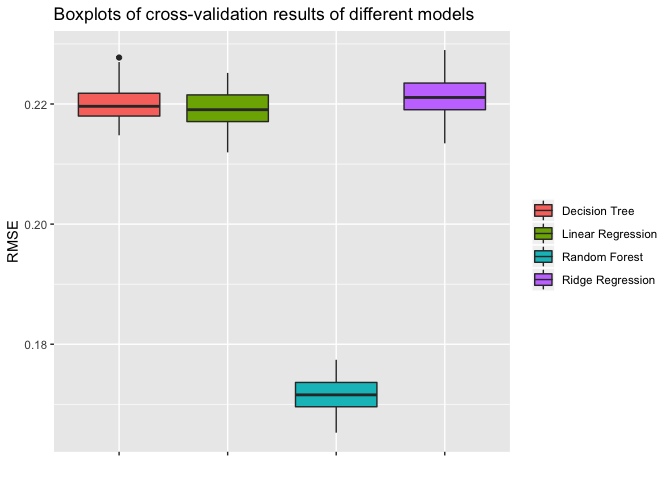 Boxplots of cross-validation results of different models
RMSE
0.22
0.20
0.18
Decision Tree
Linear Regression
Random Forest
Ridge Regression